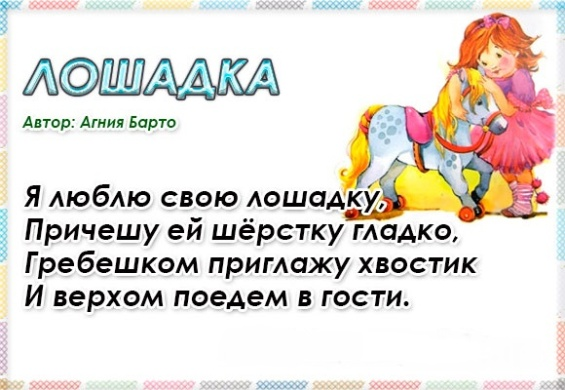 ЛОШАДКА
Автор: Агния Барто
Я люблю свою лошадку,
Причешу ей шёрстку гладко,
Гребешком приглажу хвостик
И верхом поедем в гости.